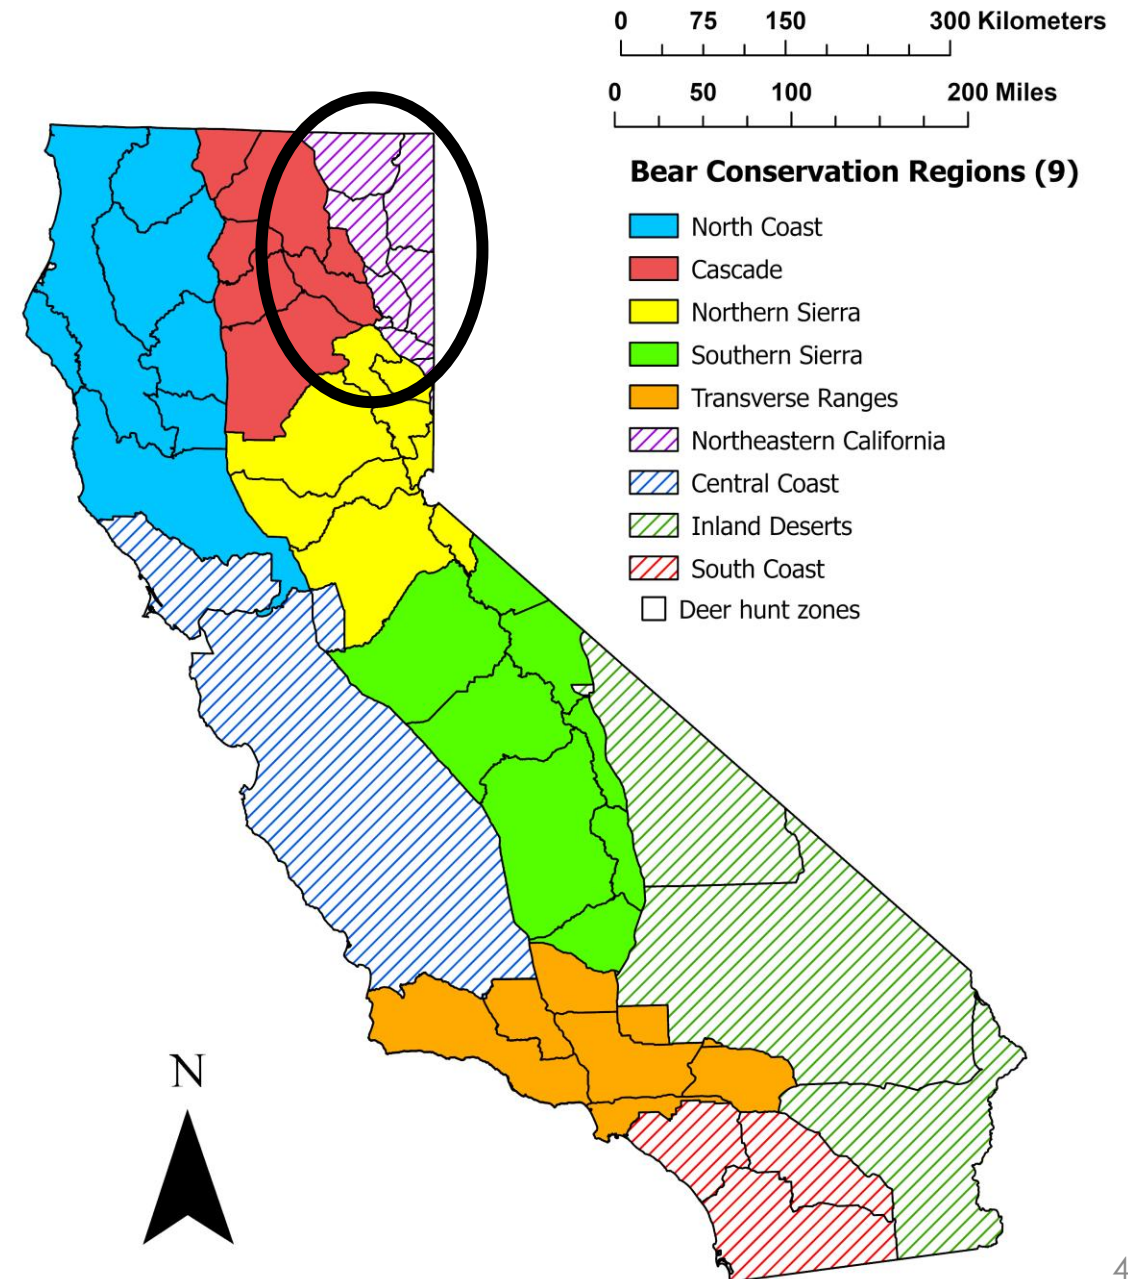 0 75 150 300 Kilometers
0 50 100 200 Miles
Bear Conservation Regions (9)
North Coast
Cascade
Northern Sierra
Southern Sierra
Transverse Ranges
Northeastern California
Central Coast
Inland Deserts
South Coast
Deer hunt zones
N
4